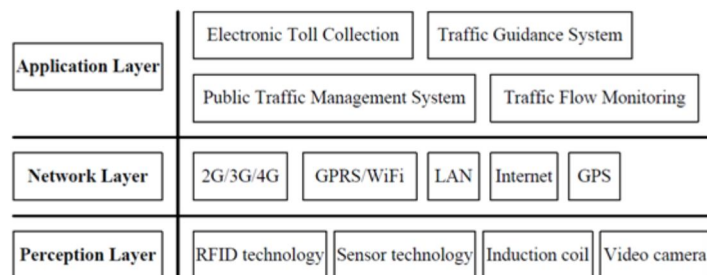 Application Layer
Electronic Toll Collection
Traffic Guidance System
Public Traffic Management System
Traffic Flow Monitoring
Network Layer
2G/3G/4G
GPRS/WiFi
LAN
Internet
GPS
Perception Layer
RFID technology
Sensor technology
Induction coil
Video camera